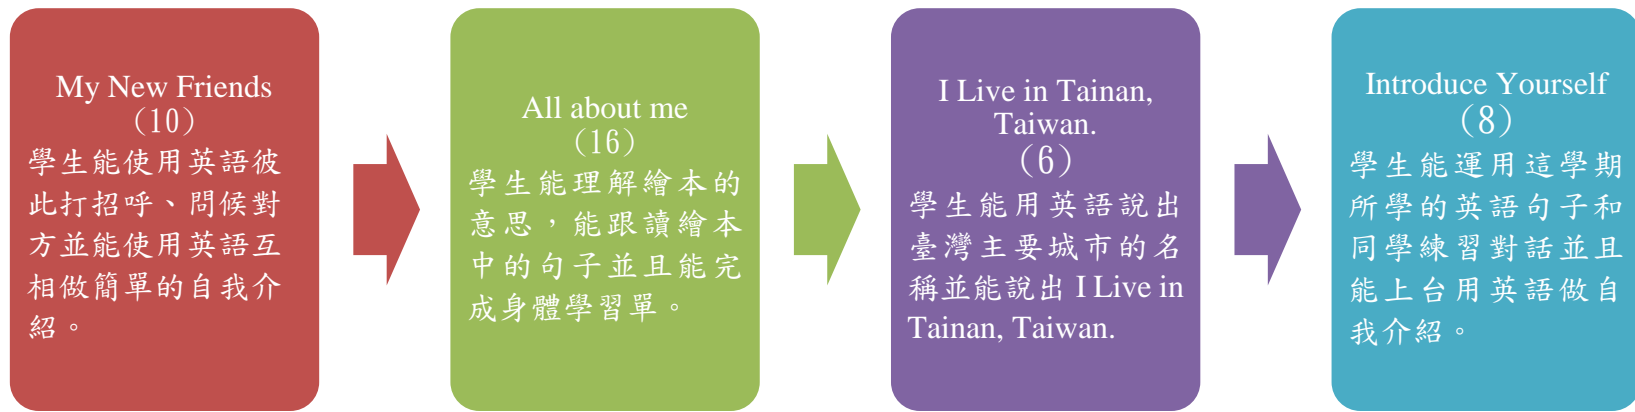 My New Friends
（10）
學生能使用英語彼
此打招呼、問候對
方並能使用英語互
相做簡單的自我介
紹。
All about me
（16）
學生能理解繪本的
意思，能跟讀繪本
中的句子並且能完
成身體學習單。
I Live in Tainan,
Taiwan.
（6）
學生能用英語說出
臺灣主要城市的名
稱並能說出 I Live in
Tainan, Taiwan.
Introduce Yourself
（8）
學生能運用這學期
所學的英語句子和
同學練習對話並且
能上台用英語做自
我介紹。